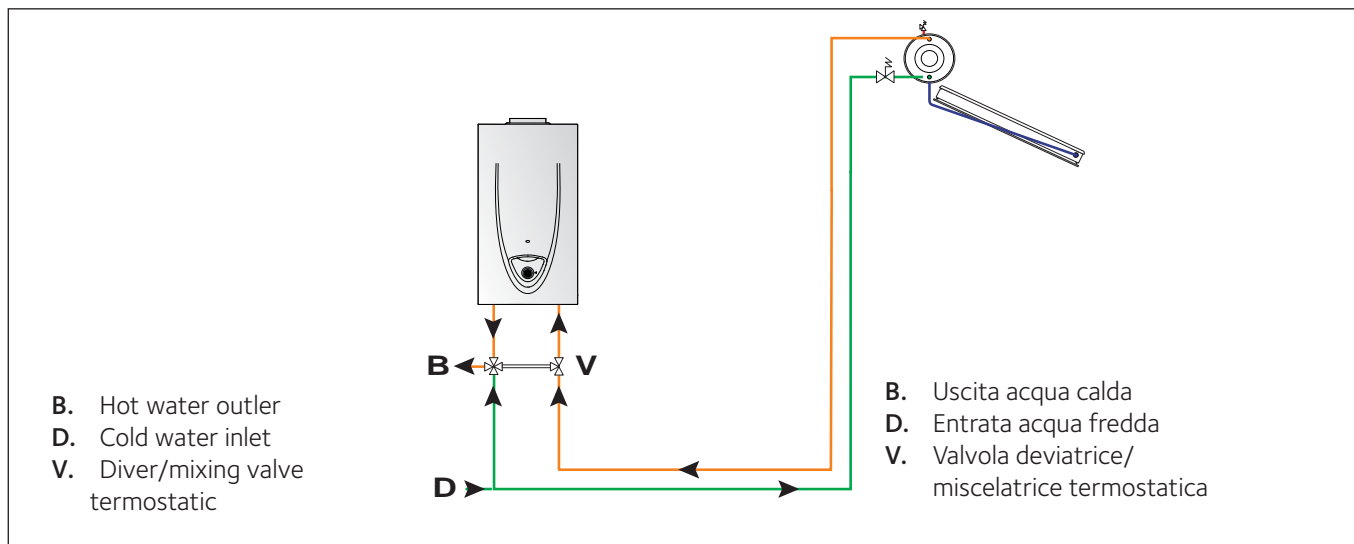 B V
D
B. Hot water outler
D. Cold water inlet
V. Diver/mixing valve
termostatic
B. Uscita acqua calda
D. Entrata acqua fredda
V. Valvola deviatrice/
miscelatrice termostatica